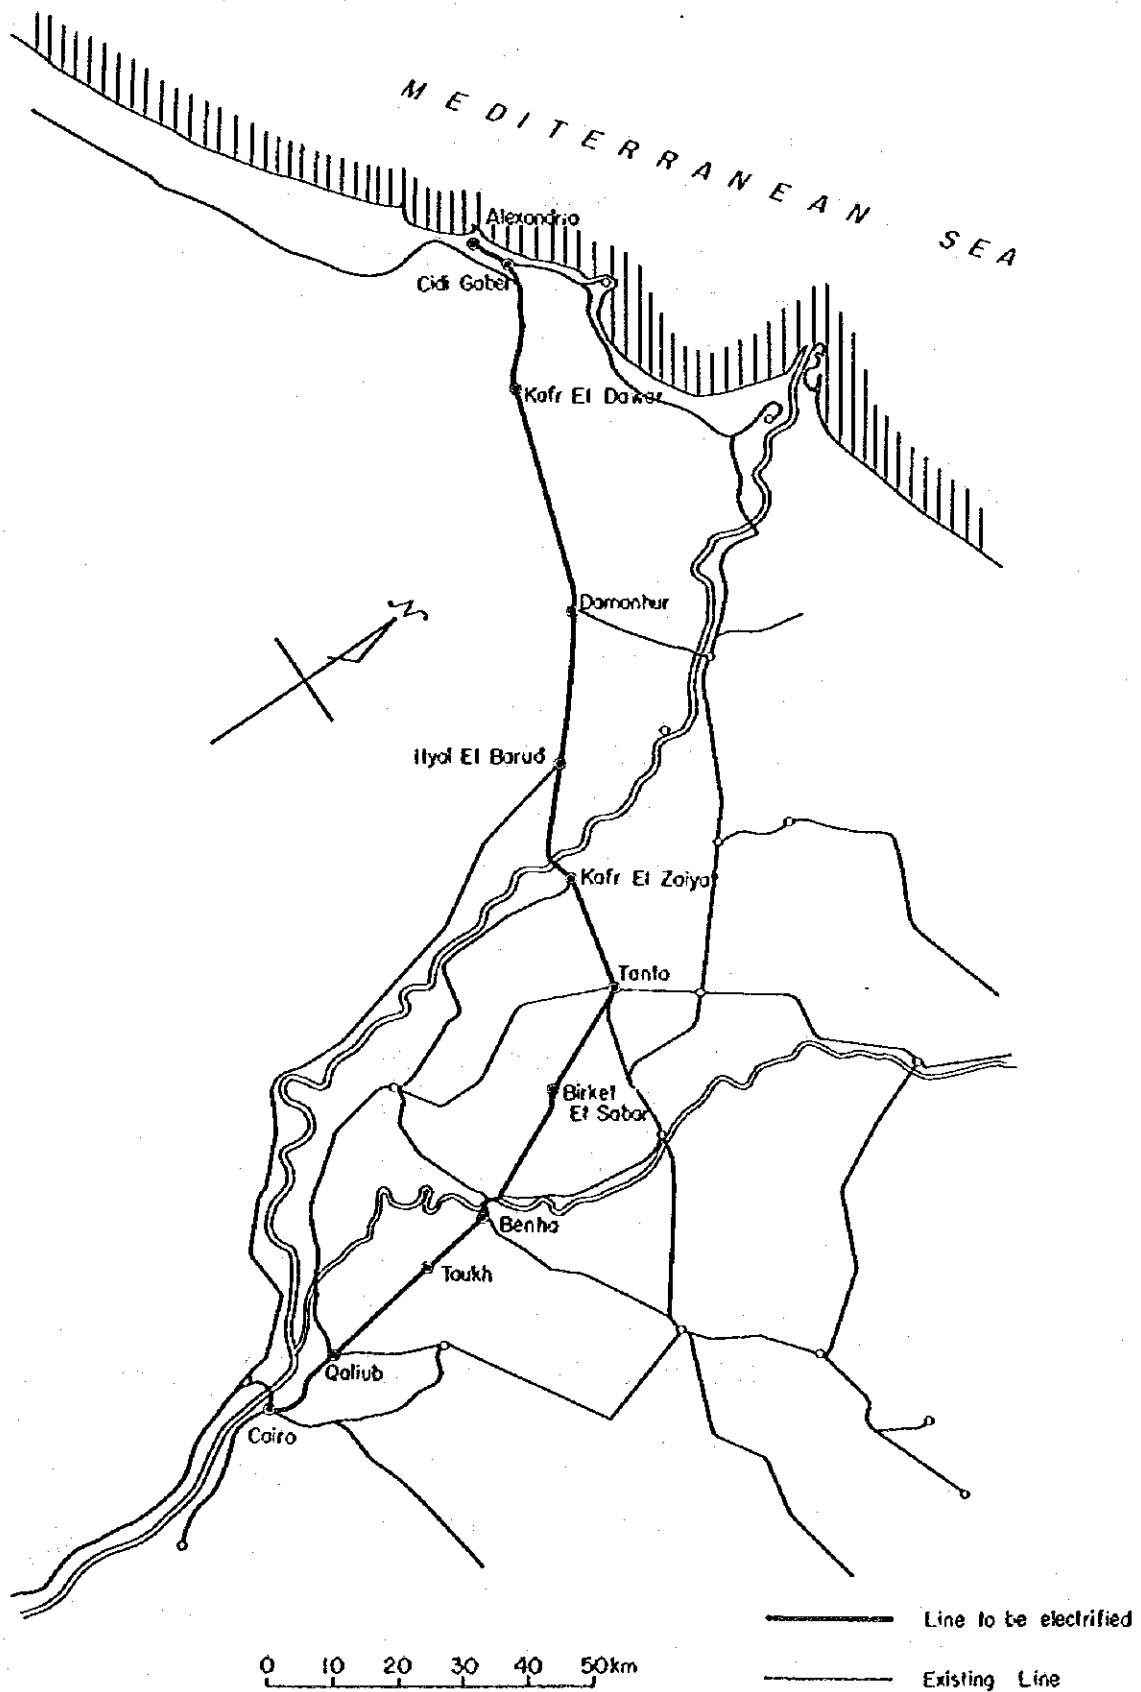 MEDITERRANEAN SEA
Alexandria
Cidi Gaber
Kafr El Dawar
Damanhur
N
Ityai El Barud
Kafr El Zaiyat
Tanta
Birket
El Sabar
Benha
Toukh
Qaliub
Cairo
Line to be electrified
0 10 20 30 40 50km
Existing Line